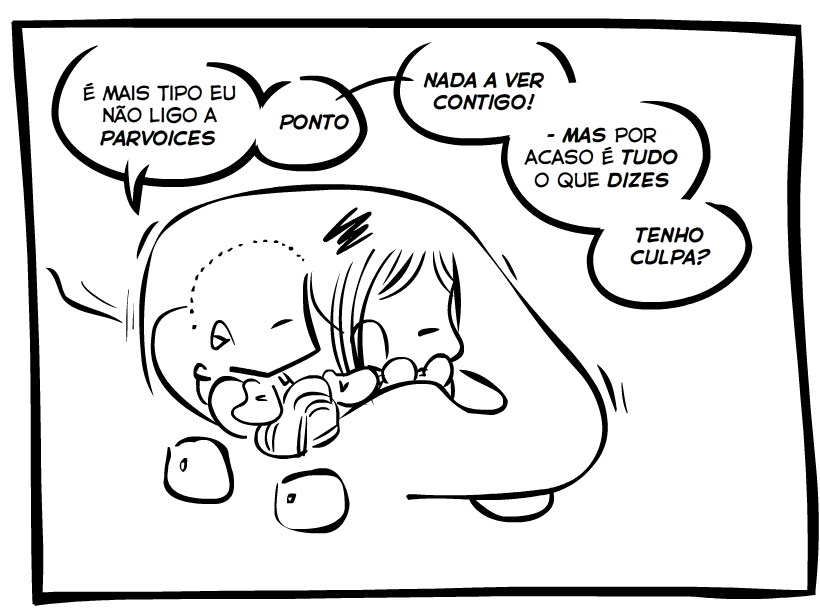 É MAIS TIPO EU
NÃO LIGO A
PARVOICES
PONTO
NADA A VER
CONTIGO!
- MAS POR
ACASO É TUDO
O QUE DIZES
TENHO
CULPA?